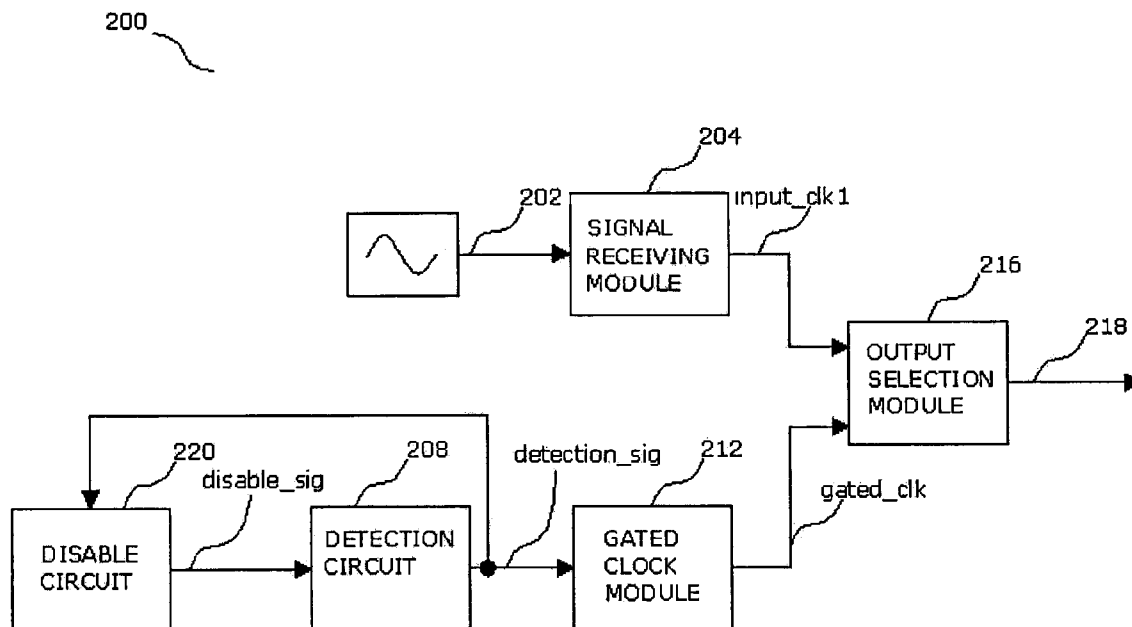 200
204
202
input_clk1
SIGNAL
RECEIVING
MODULE
216
218
OUTPUT
SELECTION
MODULE
220
208
detection_sig
212
disable_sig
gated_clk
DISABLE
CIRCUIT
DETECTION
CIRCUIT
GATED
CLOCK
MODULE